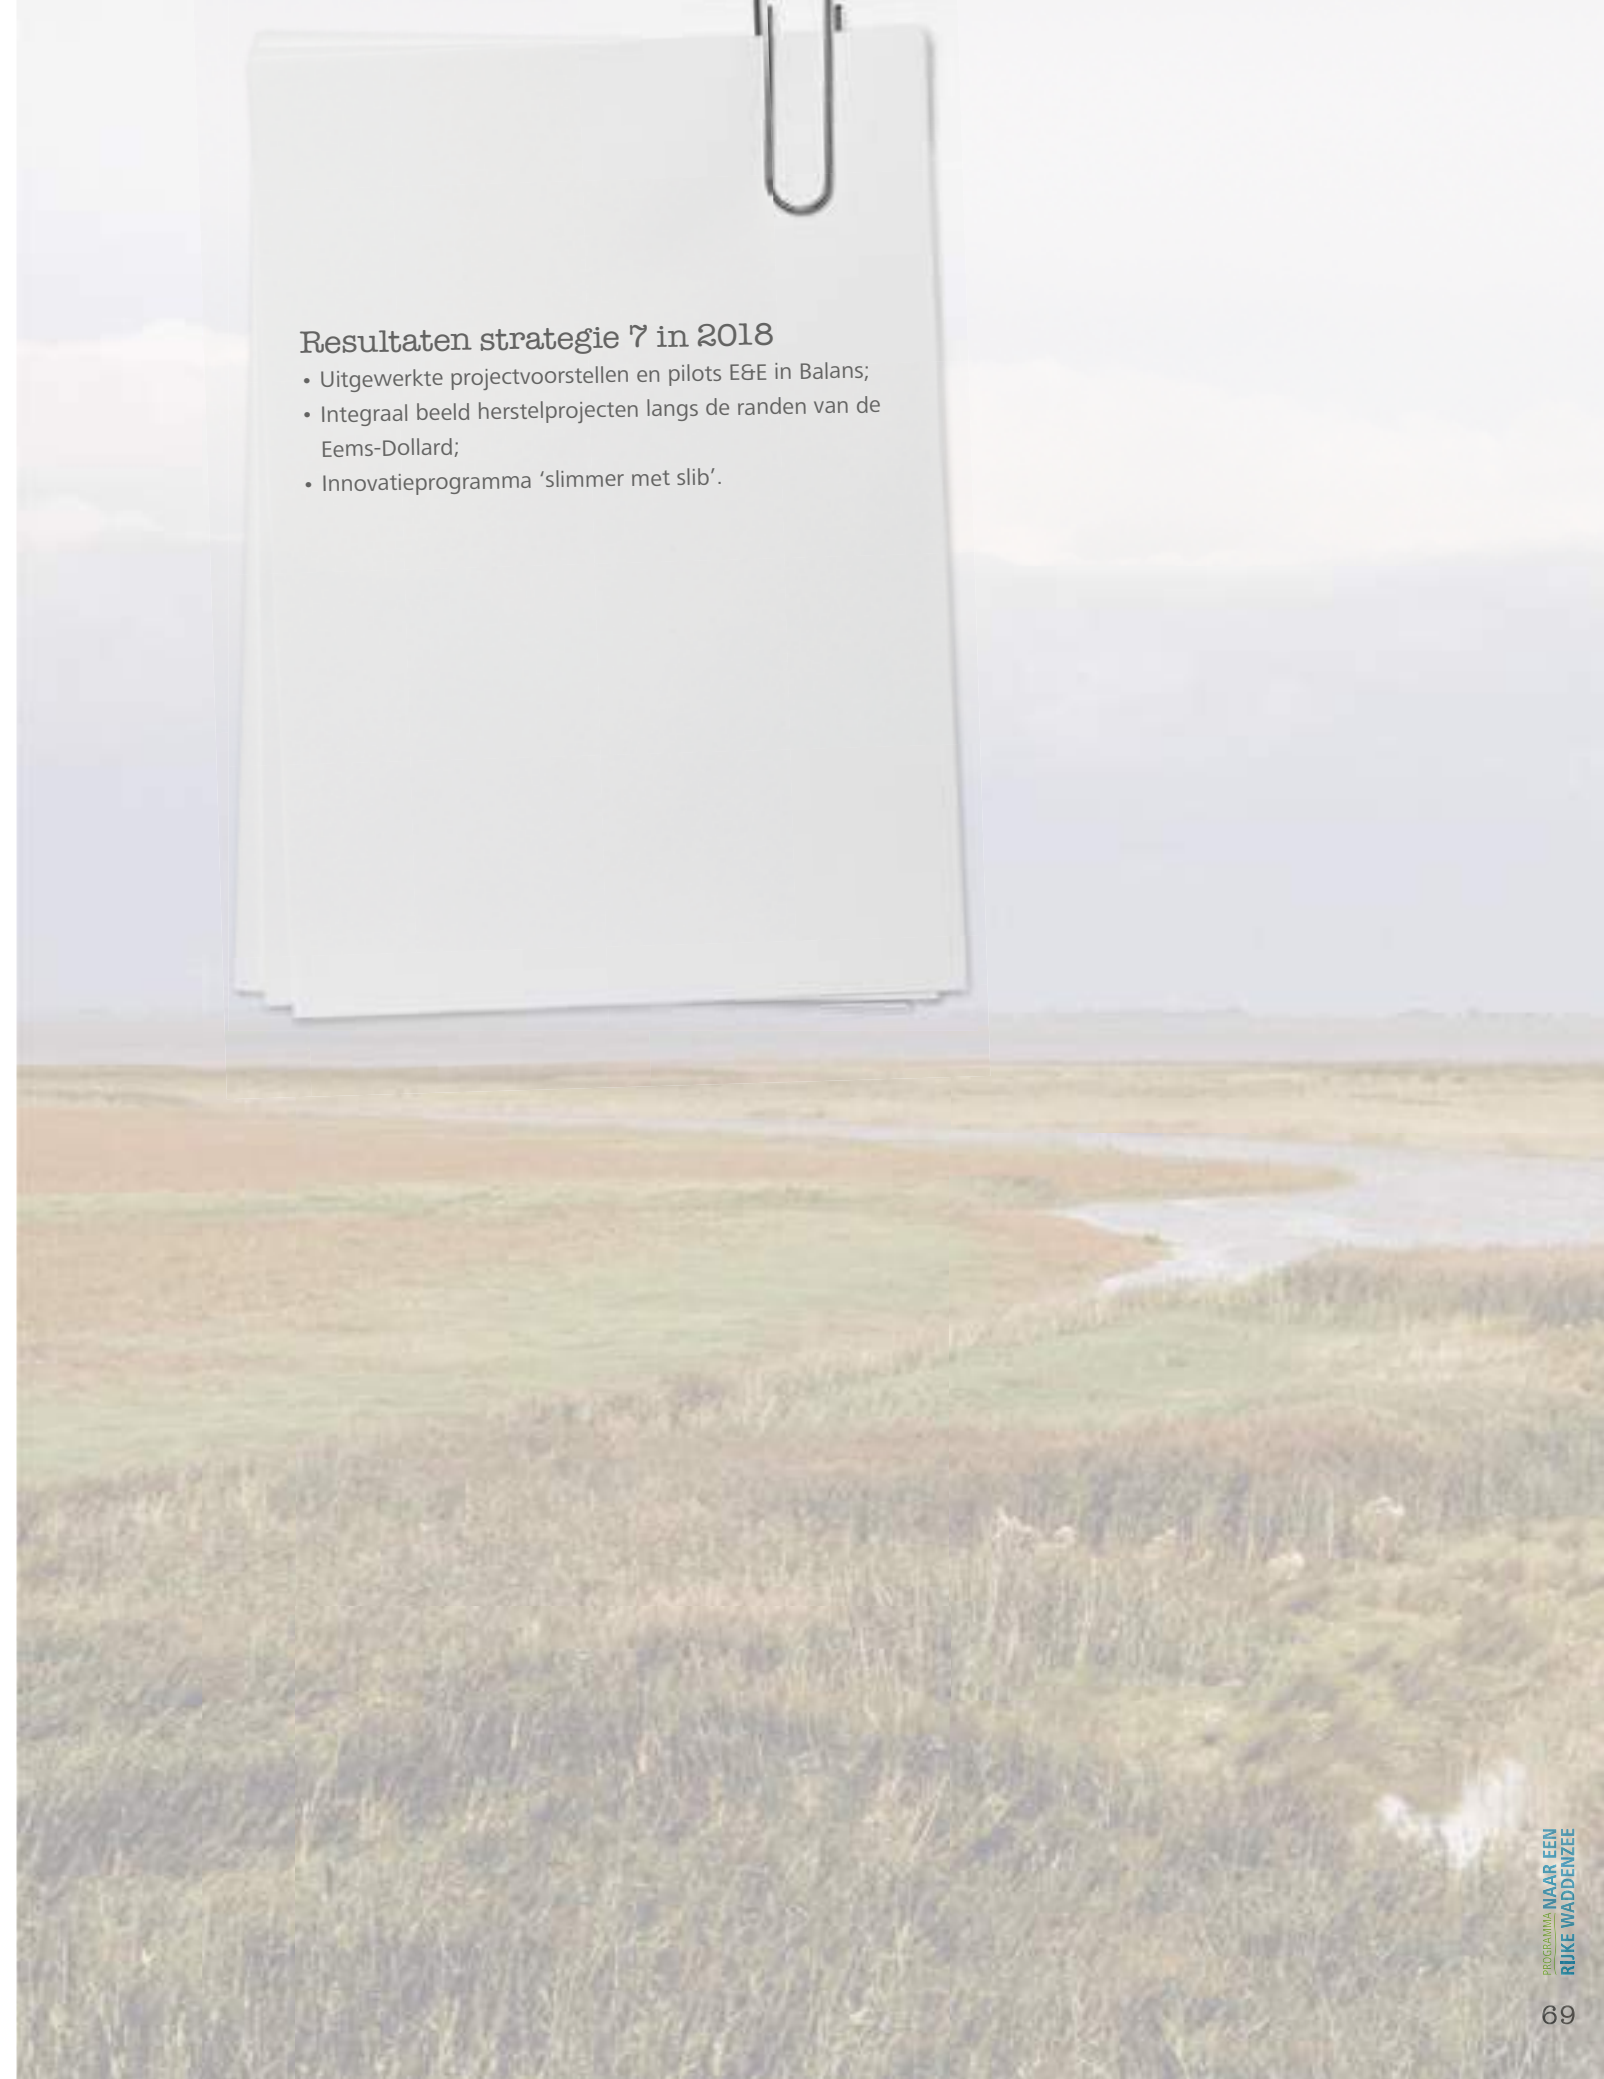 Resultaten strategie 7 in 2018
• Uitgewerkte projectvoorstellen en pilots E&E in Balans;
• Integraal beeld herstelprojecten langs de randen van de
Eems-Dollard;
• Innovatieprogramma ‘slimmer met slib’.
PROGRAMMA NAAR EEN
RIJKE WADDENZEE
69